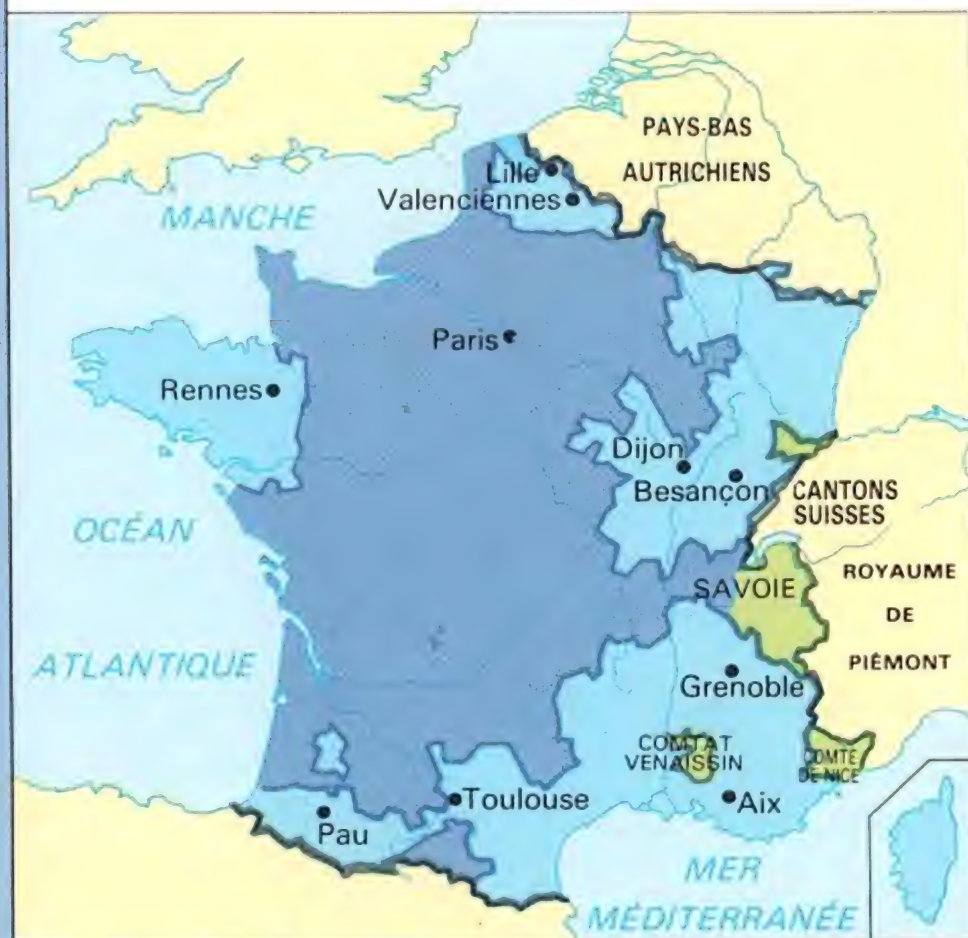 PAYS-BAS
AUTRICHIENS
Lille
Valenciennes
MANCHE
Paris
Rennes
Dijon
Besançon
CANTONS
SUISSES
OCÉAN
ATLANTIQUE
SAVOIE
ROYAUME
DE
PIÉMONT
Grenoble
COMTAT
VENAISSIN
COMTÉ
DE NICE
Toulouse
Aix
Pau
MER
MÉDITERRANÉE